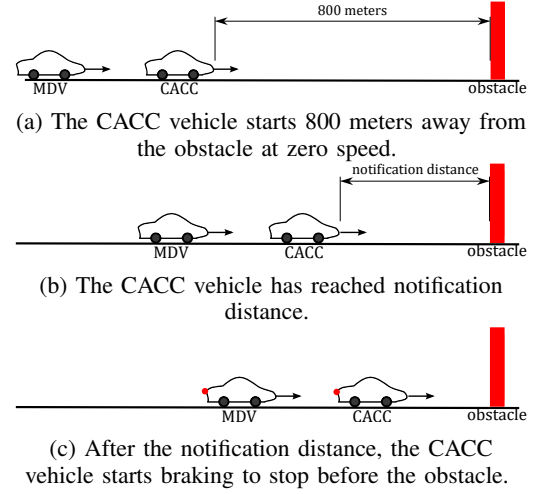 800 meters
MDV CACC obstacle
(a) The CACC vehicle starts 800 meters away from
the obstacle at zero speed.
notification distance
MDV CACC obstacle
(b) The CACC vehicle has reached notification
distance.
MDV CACC obstacle
(c) After the notification distance, the CACC
vehicle starts braking to stop before the obstacle.